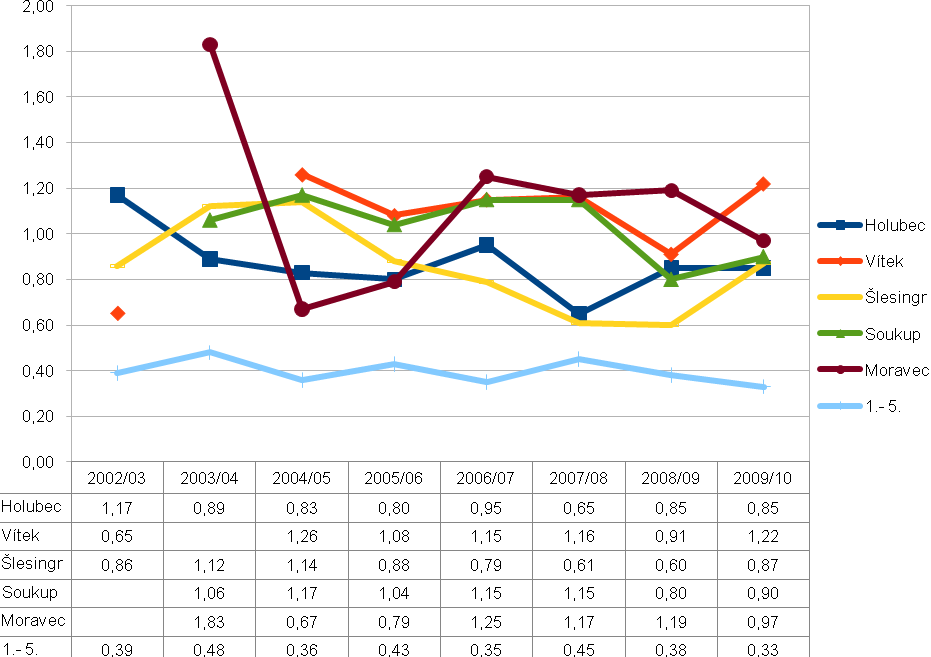 2,00
1,80
1,60
1,40
1,20
1,00
0,80
0,60
0,40
0,20
0,00
Holubec
Vítek
Šlesingr
Soukup
Moravec
1.- 5.
2002/03 2003/04 2004/05 2005/06 2006/07 2007/08 2008/09 2009/10
Holubec 1,17 0,89 0,83 0,80 0,95 0,65 0,85 0,85
Vítek 0,65 1,26 1,08 1,15 1,16 0,91 1,22
Šlesingr 0,86 1,12 1,14 0,88 0,79 0,61 0,60 0,87
Soukup 1,06 1,17 1,04 1,15 1,15 0,80 0,90
Moravec 1,83 0,67 0,79 1,25 1,17 1,19 0,97
1.- 5. 0,39 0,48 0,36 0,43 0,35 0,45 0,38 0,33